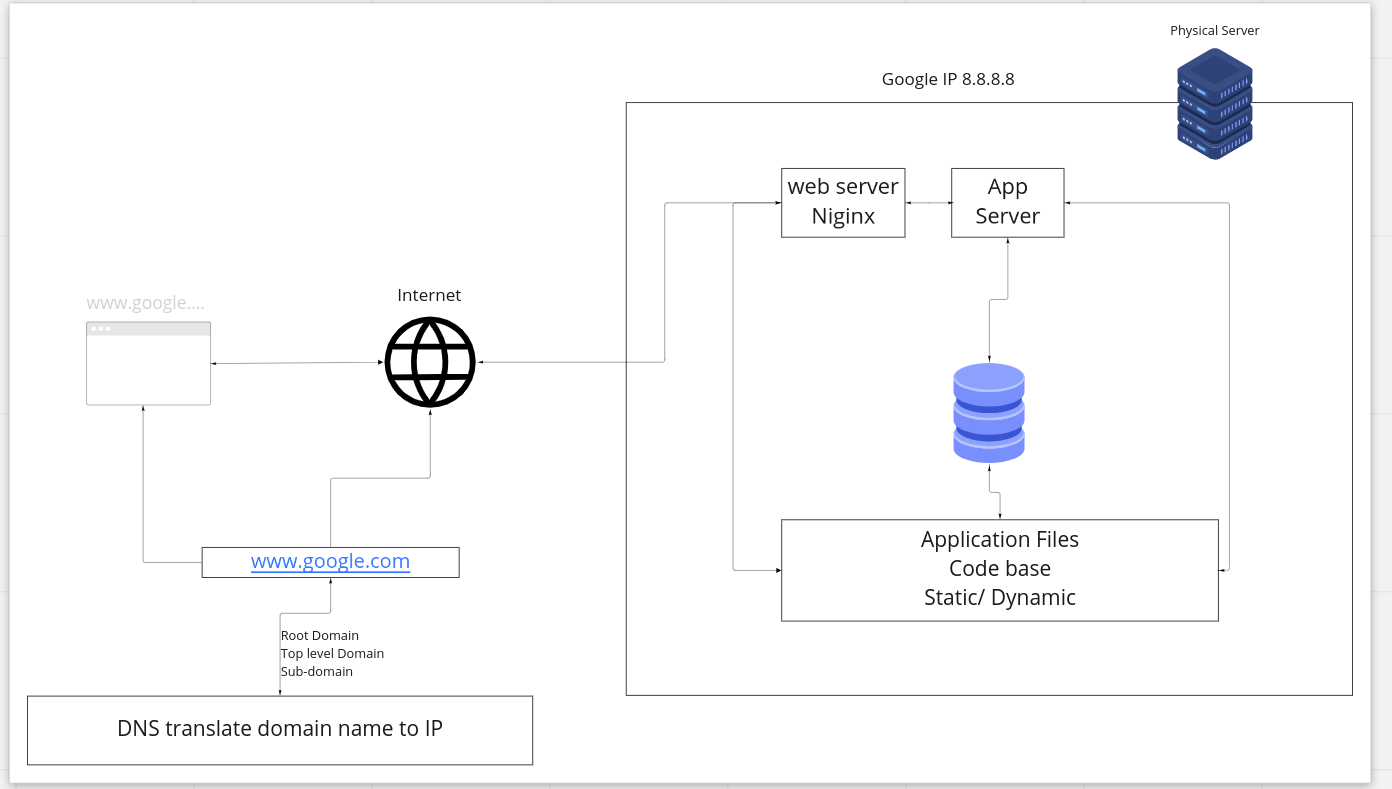 Physical Server
Google IP 8.8.8.8
web server
Niginx
App
Server
www.google....
Internet
www.google.com
Application Files
Code base
Static/ Dynamic
Root Domain
Top level Domain
Sub-domain
DNS translate domain name to IP